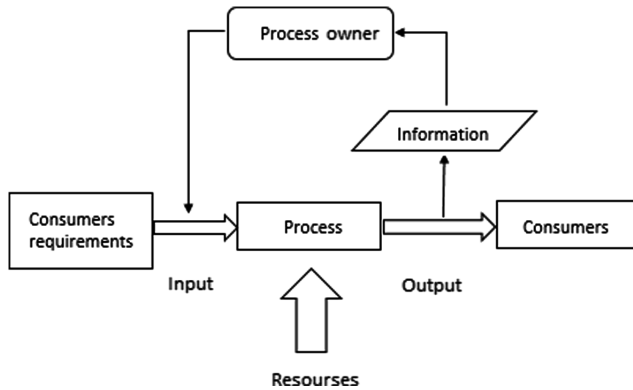 Process owner
Information
Consumers
requirements
Process
Consumers
Input
Output
Resourses